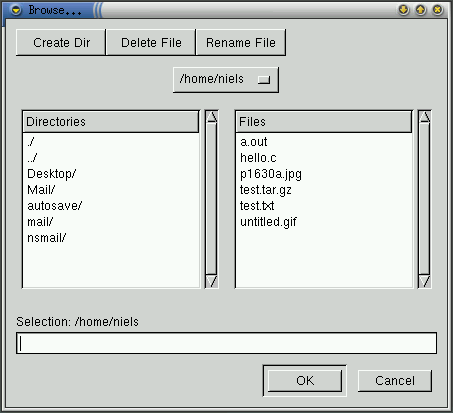 Browse...
Create Dir Delete File Rename File
/home/niels
Directories
./
../
Desktop/
Mail/
autosave/
mail/
nsmail/
Files
a.out
hello.c
p1630a.jpg
test.tar.gz
test.txt
untitled.gif
Selection: /home/niels
OK Cancel